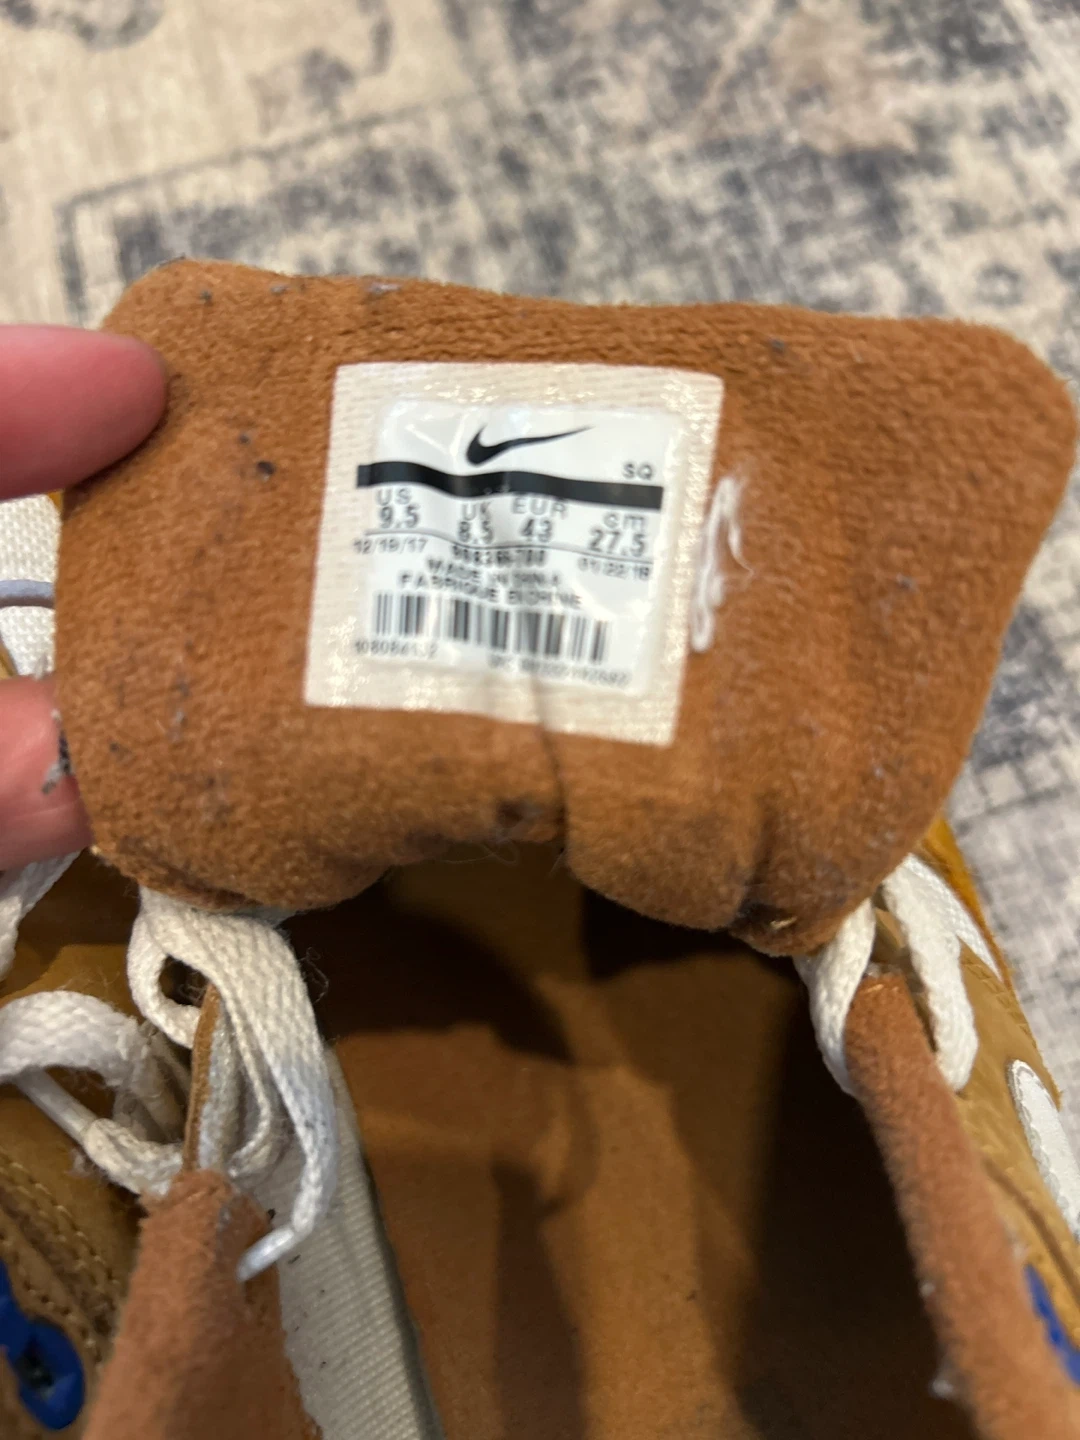 SQ
US UK EUR cm
9.5 8.5 43 27.5
12/19/17 01/22/18
MADE IN CHINA
FABRIQUE EN CHINE